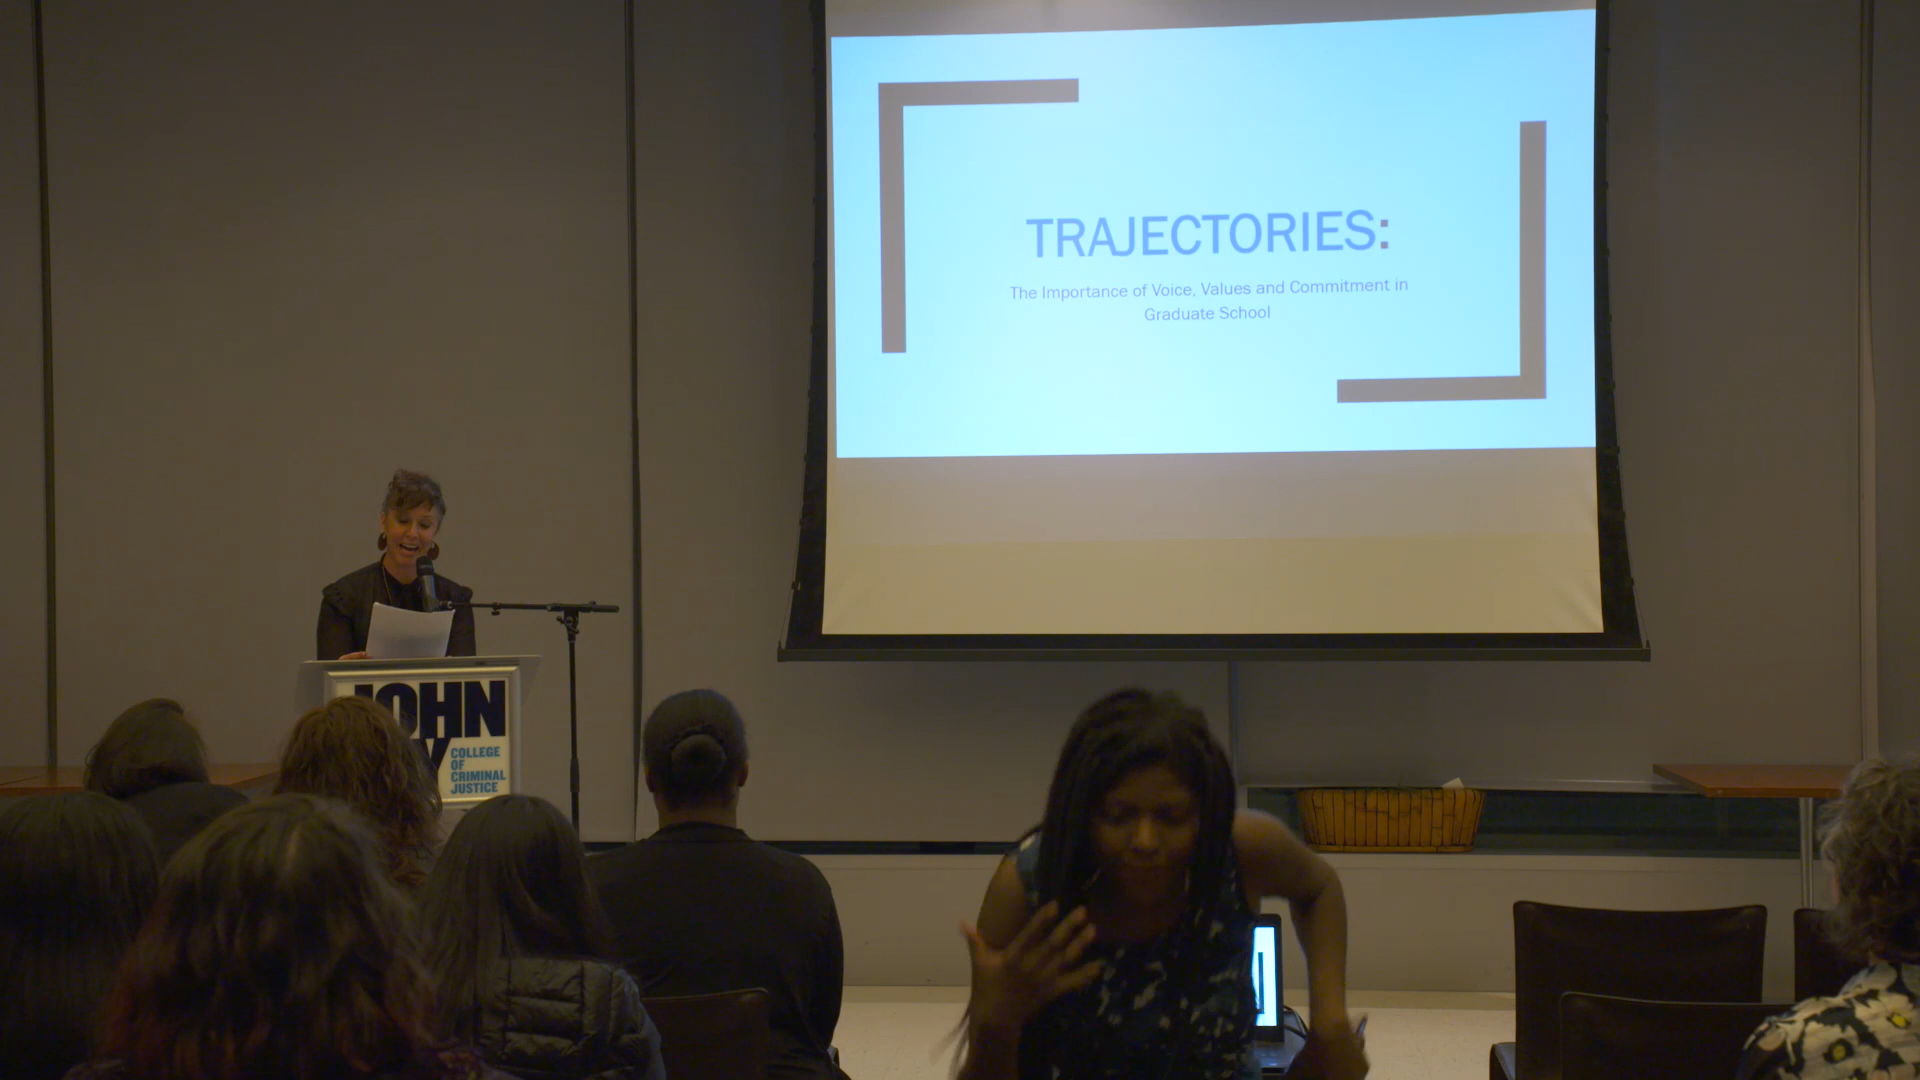 TRAJECTORIES:
The Importance of Voice, Values and Commitment in
Graduate School
JOHN
COLLEGE
OF
CRIMINAL
JUSTICE